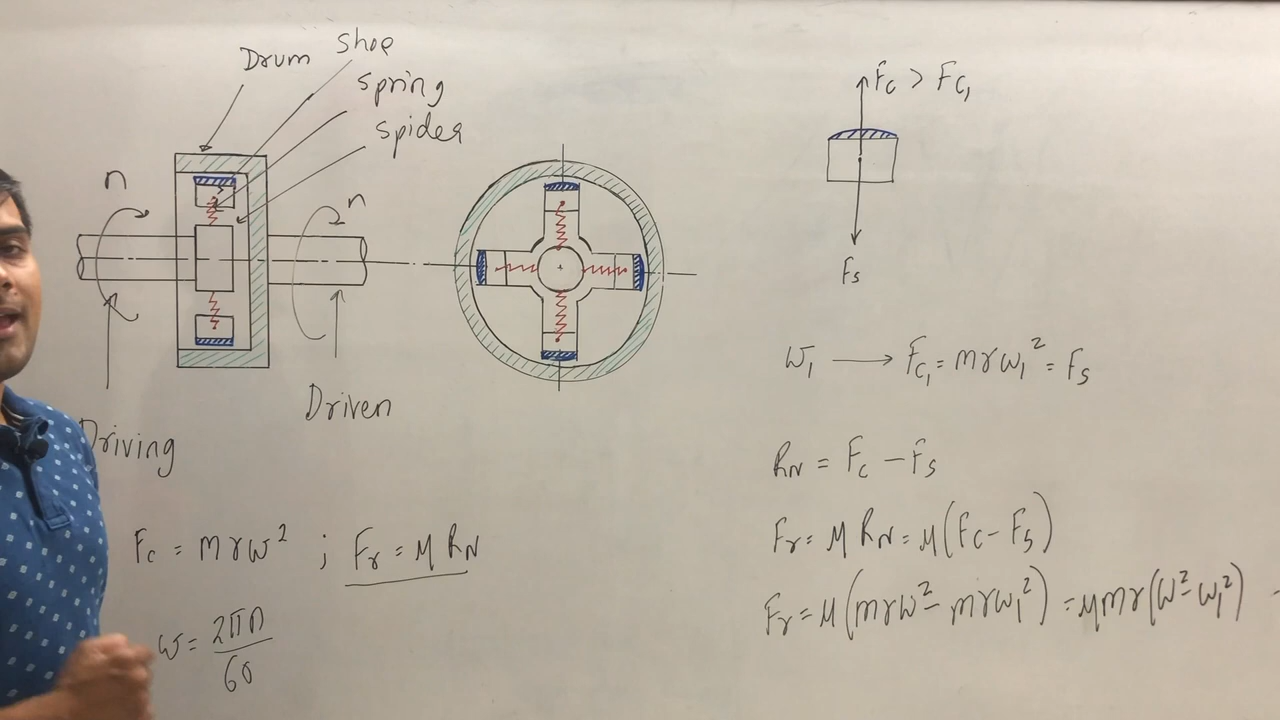 Drum
Shoe
Spring
Spider
n
n
Driving
Driven
Fc = mrω² ; Fr = μ RN
ω = 2πn/60
Fc > Fc₁
Fs
ω₁ → Fc₁ = mrω₁² = Fs
RN = Fc − Fs
Fr = μ RN = μ(Fc − Fs)
Fr = μ(mrω² − mrω₁²) = μmr(ω² − ω₁²)